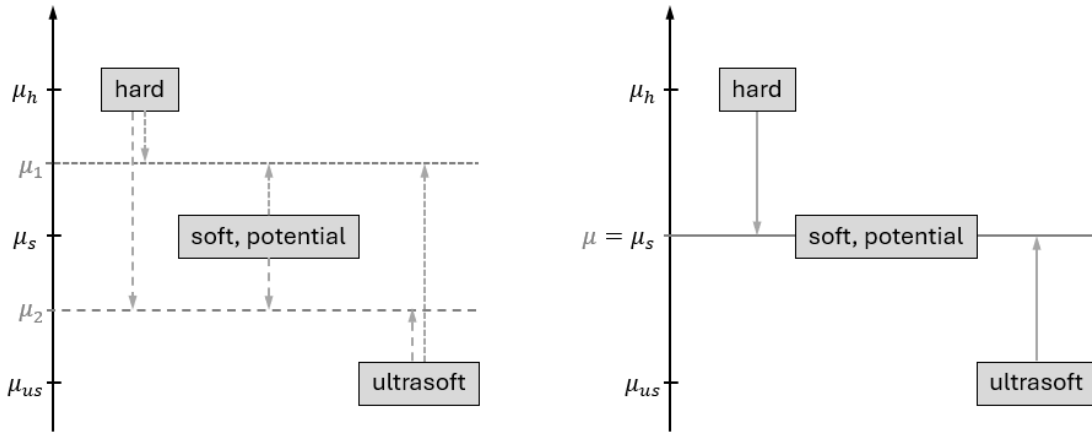 μ_h
hard
μ_1
μ_s
soft, potential
μ_2
μ_us
ultrasoft
μ_h
hard
μ = μ_s
soft, potential
μ_us
ultrasoft